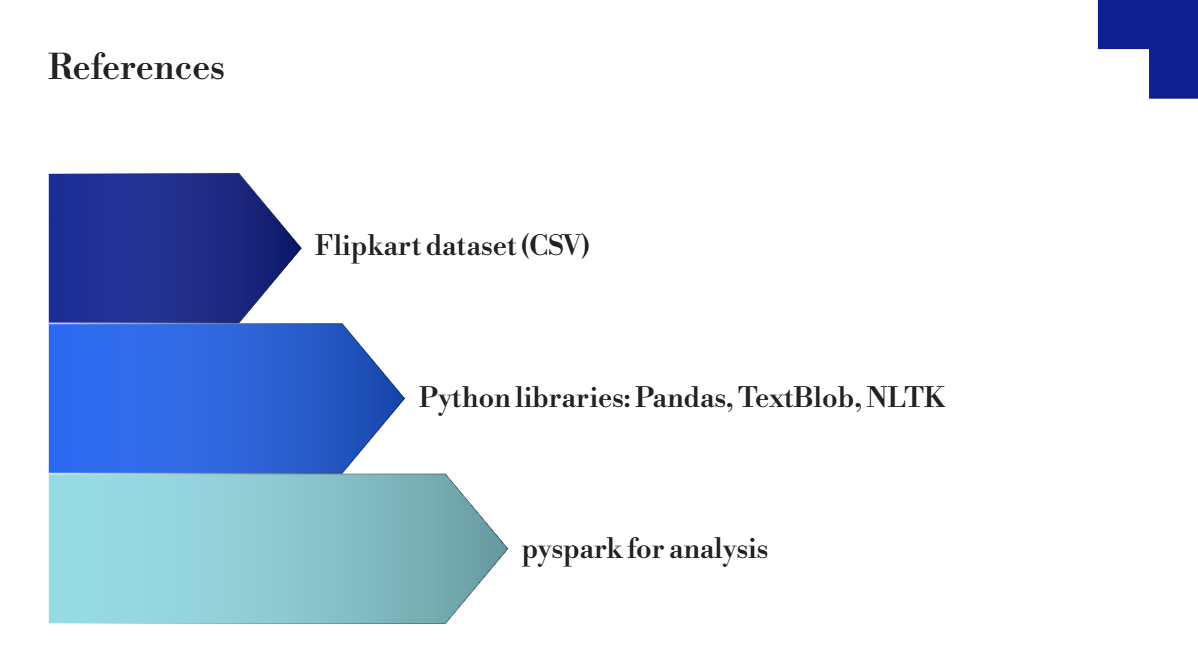 References
Flipkart dataset (CSV)
Python libraries: Pandas, TextBlob, NLTK
pyspark for analysis